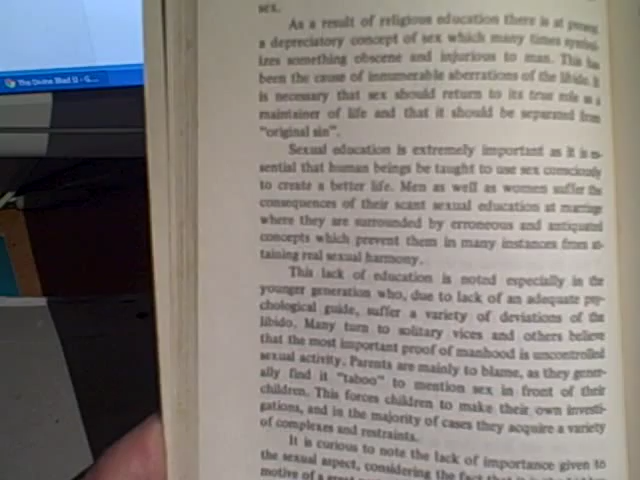 The Divine Blad U - G...
sex.
As a result of religious education there is at present
a depreciatory concept of sex which many times symbol-
izes something obscene and injurious to man. This has
been the cause of innumerable aberrations of the libido. It
is necessary that sex should return to its true role as a
maintainer of life and that it should be separated from
"original sin".
Sexual education is extremely important as it is es-
sential that human beings be taught to use sex consciously
to create a better life. Men as well as women suffer the
consequences of their scant sexual education at marriage
where they are surrounded by erroneous and antiquated
concepts which prevent them in many instances from at-
taining real sexual harmony.
This lack of education is noted especially in the
younger generation who, due to lack of an adequate psy-
chological guide, suffer a variety of deviations of the
libido. Many turn to solitary vices and others believe
that the most important proof of manhood is uncontrolled
sexual activity. Parents are mainly to blame, as they gener-
ally find it "taboo" to mention sex in front of their
children. This forces children to make their own investi-
gations, and in the majority of cases they acquire a variety
of complexes and restraints.
It is curious to note the lack of importance given to
the sexual aspect, considering the fact that it is the
motive of a great